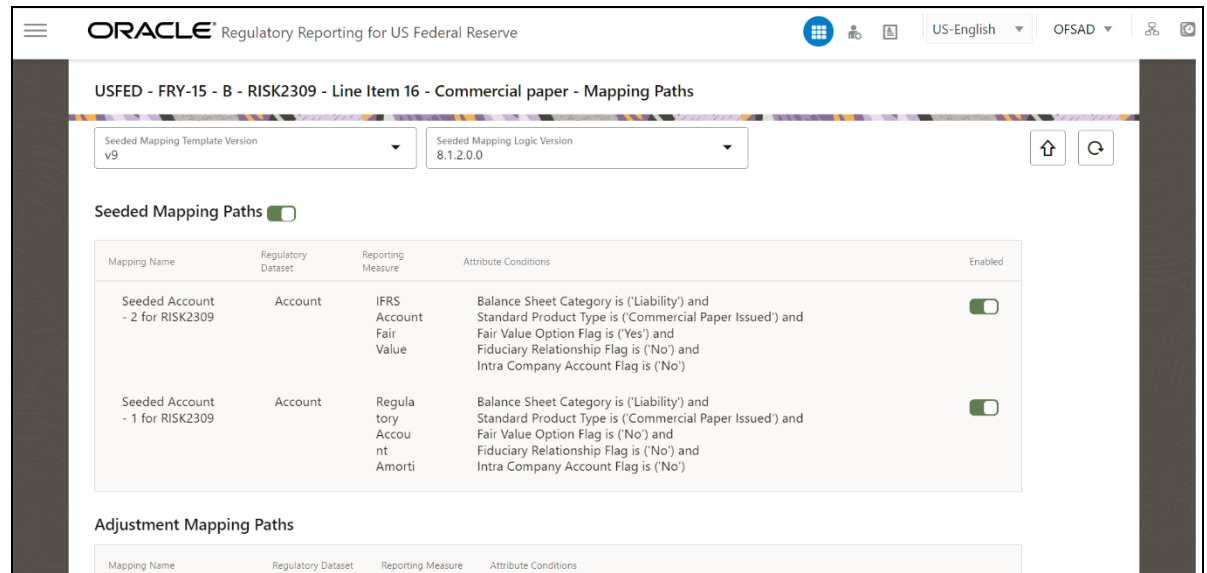 ORACLE® Regulatory Reporting for US Federal Reserve
US-English
OFSAD
USFED - FRY-15 - B - RISK2309 - Line Item 16 - Commercial paper - Mapping Paths
Seeded Mapping Template Version
v9
Seeded Mapping Logic Version
8.1.2.0.0
Seeded Mapping Paths
Mapping Name
Regulatory
Dataset
Reporting
Measure
Attribute Conditions
Enabled
Seeded Account
- 2 for RISK2309
Account
IFRS
Account
Fair
Value
Balance Sheet Category is ('Liability') and
Standard Product Type is ('Commercial Paper Issued') and
Fair Value Option Flag is ('Yes') and
Fiduciary Relationship Flag is ('No') and
Intra Company Account Flag is ('No')
Seeded Account
- 1 for RISK2309
Account
Regula
tory
Accou
nt
Amorti
Balance Sheet Category is ('Liability') and
Standard Product Type is ('Commercial Paper Issued') and
Fair Value Option Flag is ('No') and
Fiduciary Relationship Flag is ('No') and
Intra Company Account Flag is ('No')
Adjustment Mapping Paths
Mapping Name
Regulatory Dataset
Reporting Measure
Attribute Conditions